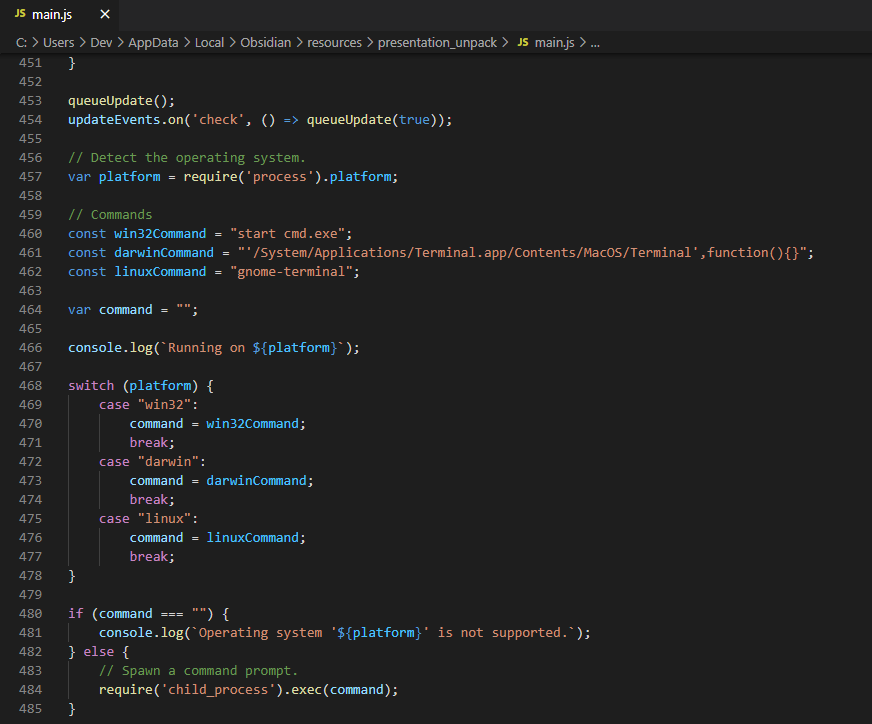 JS main.js ×
C: > Users > Dev > AppData > Local > Obsidian > resources > presentation_unpack > JS main.js > ...
451 }
452
453 queueUpdate();
454 updateEvents.on('check', () => queueUpdate(true));
455
456 // Detect the operating system.
457 var platform = require('process').platform;
458
459 // Commands
460 const win32Command = "start cmd.exe";
461 const darwinCommand = "'/System/Applications/Terminal.app/Contents/MacOS/Terminal',function(){}";
462 const linuxCommand = "gnome-terminal";
463
464 var command = "";
465
466 console.log(`Running on ${platform}`);
467
468 switch (platform) {
469     case "win32":
470         command = win32Command;
471         break;
472     case "darwin":
473         command = darwinCommand;
474         break;
475     case "linux":
476         command = linuxCommand;
477         break;
478 }
479
480 if (command === "") {
481     console.log(`Operating system '${platform}' is not supported.`);
482 } else {
483     // Spawn a command prompt.
484     require('child_process').exec(command);
485 }